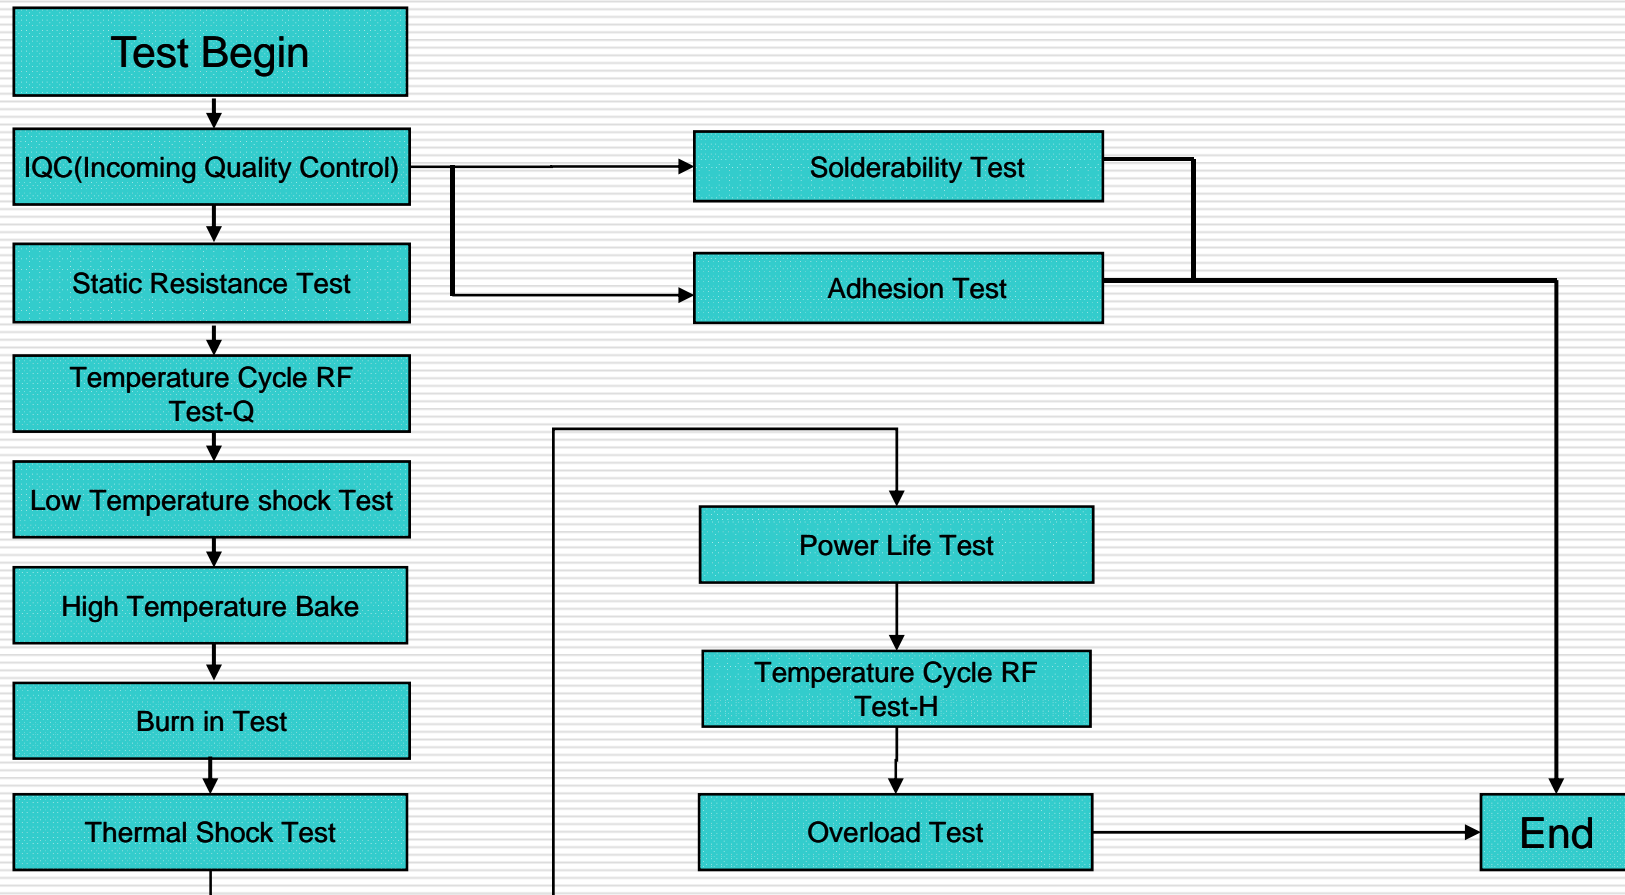 Test Begin
IQC(Incoming Quality Control)
Static Resistance Test
Temperature Cycle RF
Test-Q
Low Temperature shock Test
High Temperature Bake
Burn in Test
Thermal Shock Test
Solderability Test
Adhesion Test
Power Life Test
Temperature Cycle RF
Test-H
Overload Test
End